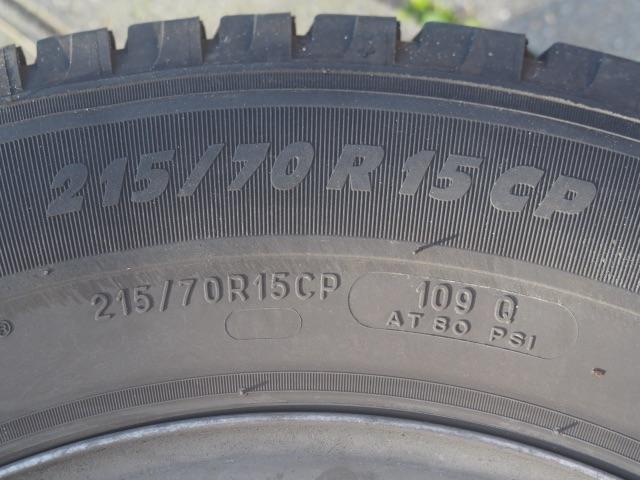 215/70 R 15 CP
215/70R15CP
109 Q
AT 80 PSI
®